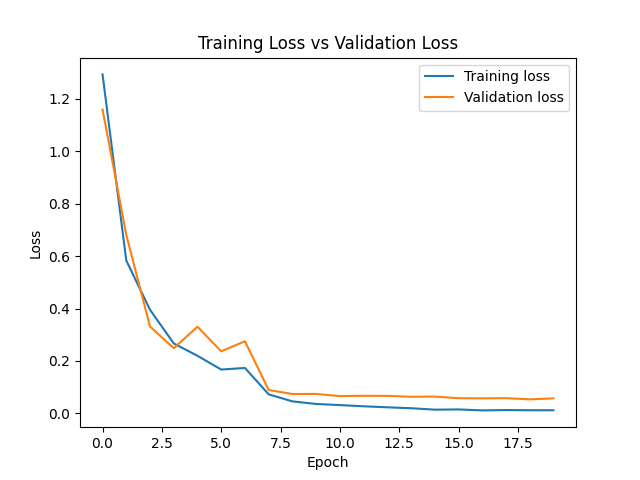 Training Loss vs Validation Loss
Training loss
Validation loss
Loss
1.2
1.0
0.8
0.6
0.4
0.2
0.0
0.0 2.5 5.0 7.5 10.0 12.5 15.0 17.5
Epoch